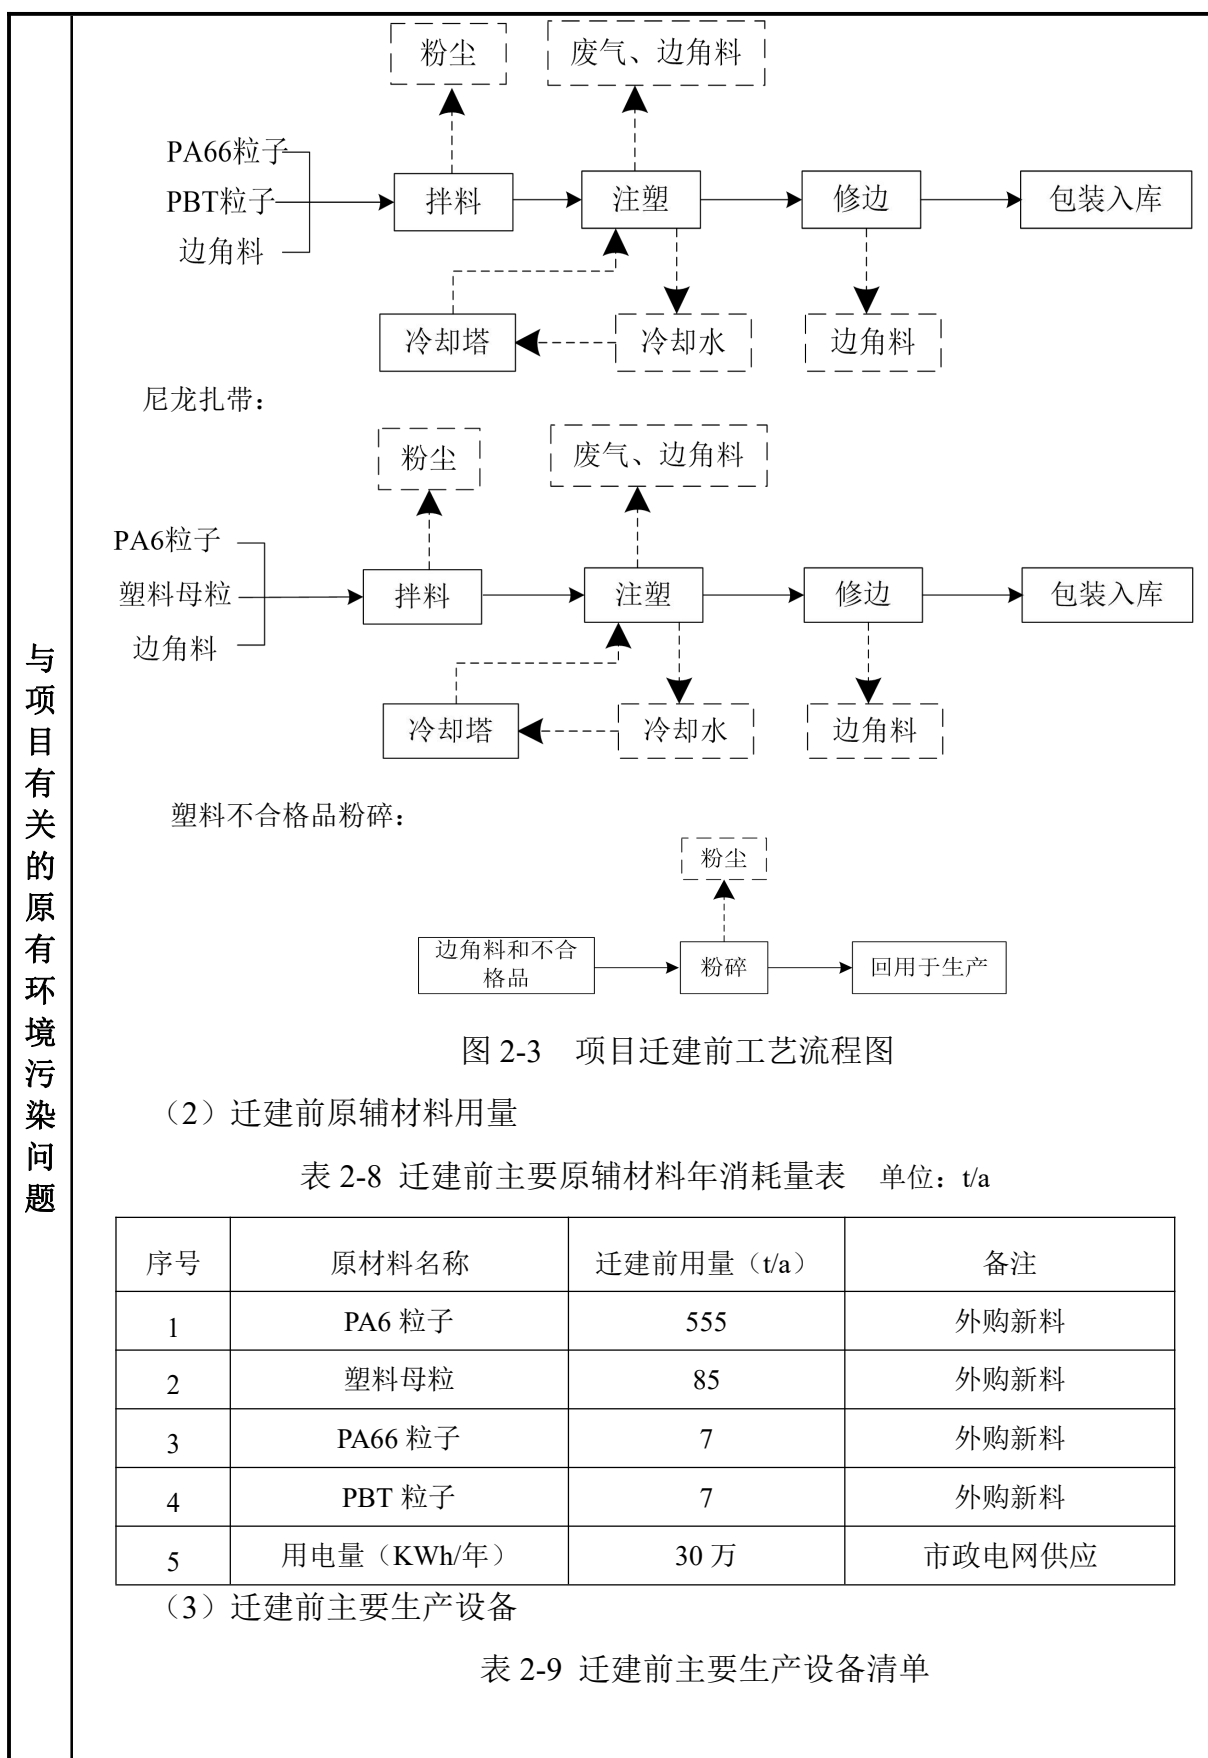 与项目有关的原有环境污染问题
粉尘
废气、边角料
PA66粒子
PBT粒子
边角料
拌料
注塑
修边
包装入库
冷却塔
冷却水
边角料
尼龙扎带：
粉尘
废气、边角料
PA6粒子
塑料母粒
边角料
拌料
注塑
修边
包装入库
冷却塔
冷却水
边角料
塑料不合格品粉碎：
粉尘
边角料和不合
格品
粉碎
回用于生产
图 2-3 项目迁建前工艺流程图
（2）迁建前原辅材料用量
表 2-8 迁建前主要原辅材料年消耗量表 单位：t/a
序号 原材料名称 迁建前用量（t/a） 备注
1 PA6 粒子 555 外购新料
2 塑料母粒 85 外购新料
3 PA66 粒子 7 外购新料
4 PBT 粒子 7 外购新料
5 用电量（KWh/年） 30 万 市政电网供应
（3）迁建前主要生产设备
表 2-9 迁建前主要生产设备清单